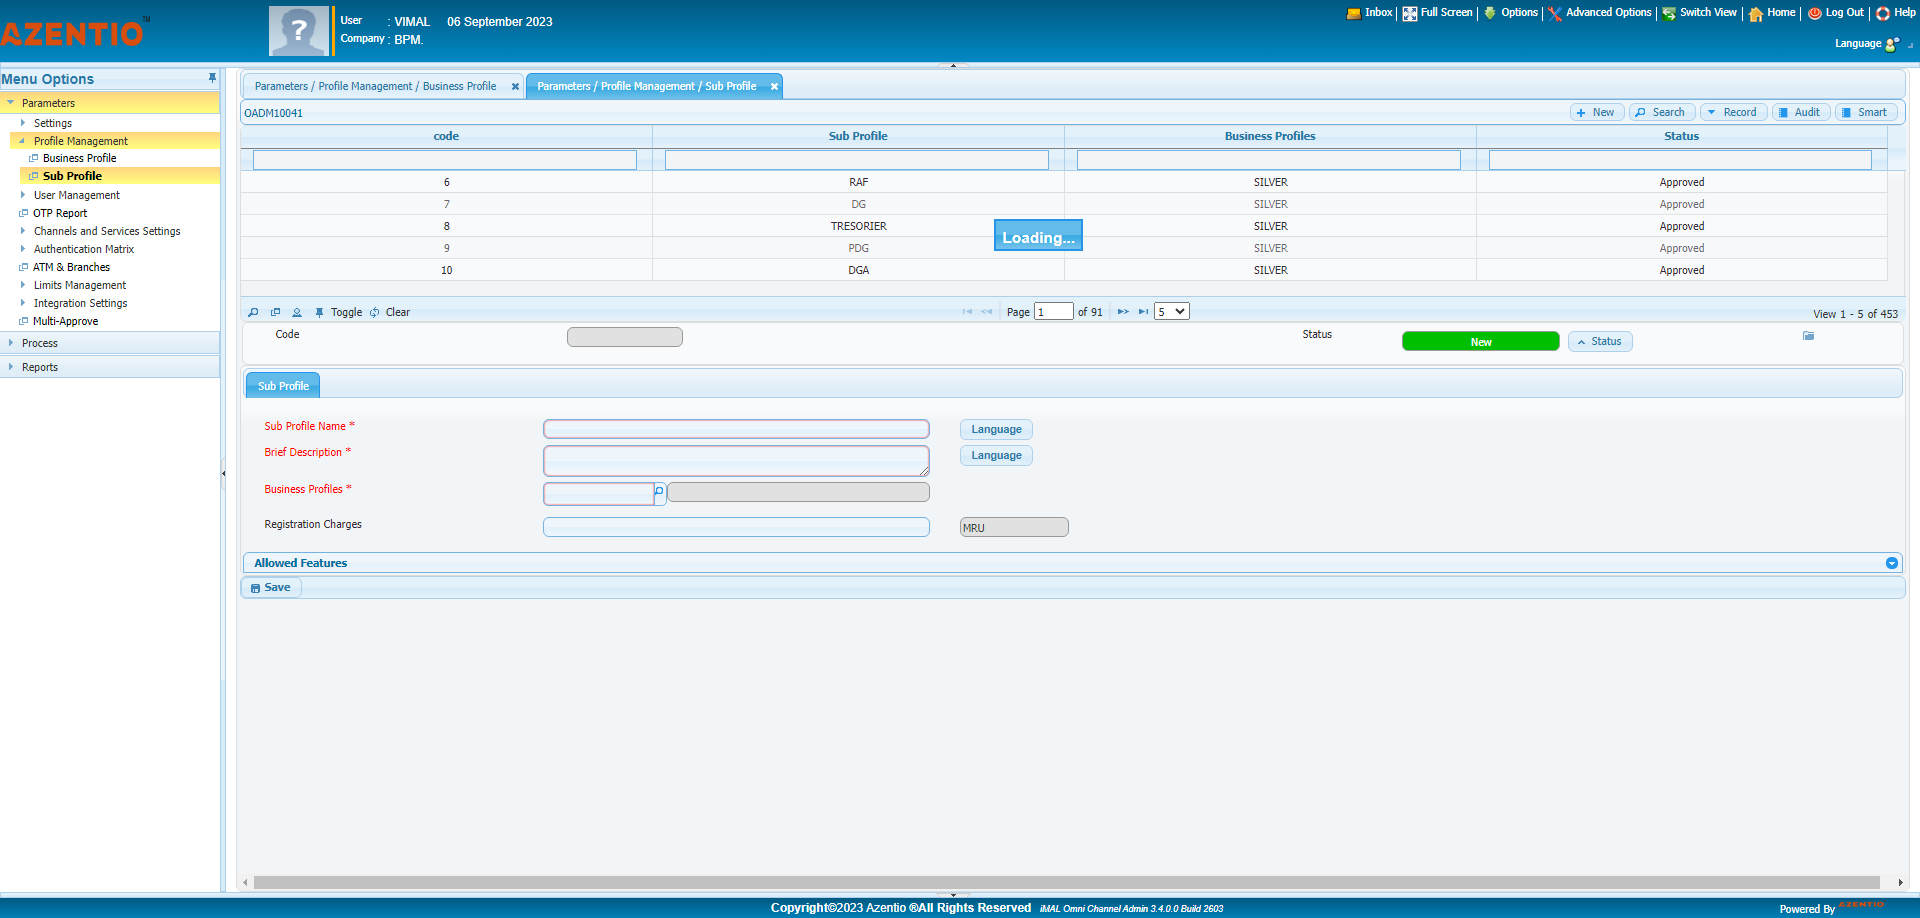 AZENTIO™
User : VIMAL 06 September 2023
Company : BPM.
Inbox Full Screen Options Advanced Options Switch View Home Log Out Help
Language
Menu Options
Parameters
Settings
Profile Management
Business Profile
Sub Profile
User Management
OTP Report
Channels and Services Settings
Authentication Matrix
ATM & Branches
Limits Management
Integration Settings
Multi-Approve
Process
Reports
Parameters / Profile Management / Business Profile
Parameters / Profile Management / Sub Profile
OADM10041
New Search Record Audit Smart
code Sub Profile Business Profiles Status
6 RAF SILVER Approved
7 DG SILVER Approved
8 TRESORIER SILVER Approved
9 PDG SILVER Approved
10 DGA SILVER Approved
Loading...
Toggle Clear Page 1 of 91 5 View 1 - 5 of 453
Code Status New Status
Sub Profile
Sub Profile Name * Language
Brief Description * Language
Business Profiles *
Registration Charges MRU
Allowed Features
Save
Copyright©2023 Azentio ®All Rights Reserved iMAL Omni Channel Admin 3.4.0.0 Build 2603
Powered By AZENTIO